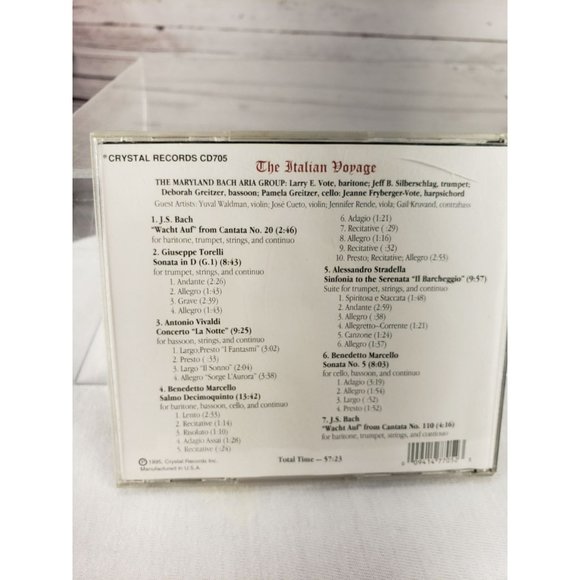 ® CRYSTAL RECORDS CD705
The Italian Voyage
THE MARYLAND BACH ARIA GROUP: Larry E. Vote, baritone; Jeff B. Silberschlag, trumpet;
Deborah Greitzer, bassoon; Pamela Greitzer, cello; Jeanne Fryberger-Vote, harpsichord
Guest Artists: Yuval Waldman, violin; José Cueto, violin; Jennifer Rende, viola; Gail Kruvand, contrabass
1. J.S. Bach
"Wacht Auf" from Cantata No. 20 (2:46)
for baritone, trumpet, strings, and continuo
2. Giuseppe Torelli
Sonata in D (G.1) (8:43)
for trumpet, strings, and continuo
1. Andante (2:26)
2. Allegro (1:43)
3. Grave (2:39)
4. Allegro (1:43)
3. Antonio Vivaldi
Concerto "La Notte" (9:25)
for bassoon, strings, and continuo
1. Largo; Presto "I Fantasmi" (3:02)
2. Presto (:33)
3. Largo "Il Sonno" (2:04)
4. Allegro "Sorge L'Aurora" (3:38)
4. Benedetto Marcello
Salmo Decimoquinto (13:42)
for baritone, bassoon, cello, and continuo
1. Lento (2:33)
2. Recitative (1:14)
3. Risoluto (1:10)
4. Adagio Assai (1:28)
5. Recitative (:24)
6. Adagio (1:21)
7. Recitative (:29)
8. Allegro (1:16)
9. Recitative (:32)
10. Presto; Recitative; Allegro (2:53)
5. Alessandro Stradella
Sinfonia to the Serenata "Il Barcheggio" (9:57)
Suite for trumpet, strings, and continuo
1. Spiritosa e Staccata (1:48)
2. Andante (2:59)
3. Allegro (:38)
4. Allegretto–Corrente (1:21)
5. Canzone (1:24)
6. Allegro (1:37)
6. Benedetto Marcello
Sonata No. 5 (8:03)
for cello, bassoon, and continuo
1. Adagio (3:19)
2. Allegro (1:54)
3. Largo (:52)
4. Presto (1:32)
7. J.S. Bach
"Wacht Auf" from Cantata No. 110 (4:16)
for baritone, trumpet, strings, and continuo
℗ 1995, Crystal Records Inc.
Manufactured in U.S.A.
Total Time — 57:23